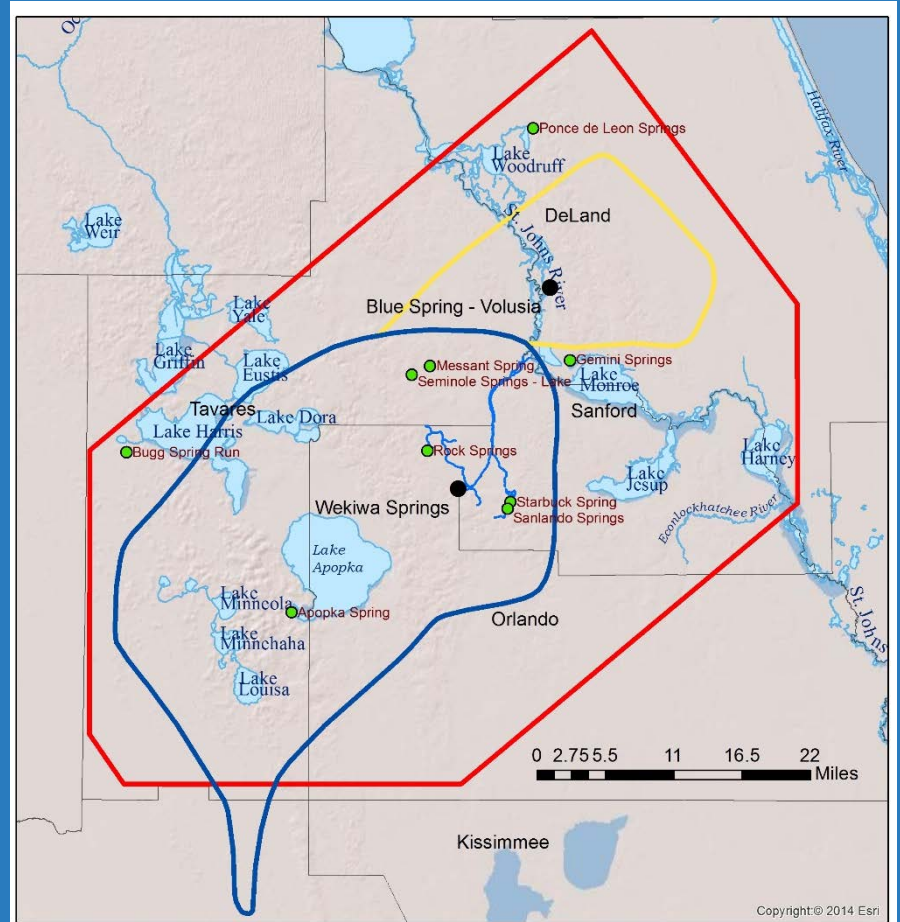 Oc
Halifax River
Ponce de Leon Springs
Lake
Woodruff
DeLand
St. Johns River
Lake
Weir
Blue Spring - Volusia
Lake
Yale
Lake
Griffin
Lake
Eustis
Messant Spring
Seminole Springs - Lake
Gemini Springs
Lake
Monroe
Tavares
Lake Dora
Sanford
Lake Harris
Bugg Spring Run
Rock Springs
Lake
Harney
Lake
Jesup
Wekiwa Springs
Starbuck Spring
Sanlando Springs
Econlockhatchee River
Lake
Apopka
Lake
Minneola
Apopka Spring
Orlando
St. Johns
Lake
Minnehaha
Lake
Louisa
0 2.75 5.5 11 16.5 22
Miles
Kissimmee
Copyright:© 2014 Esri